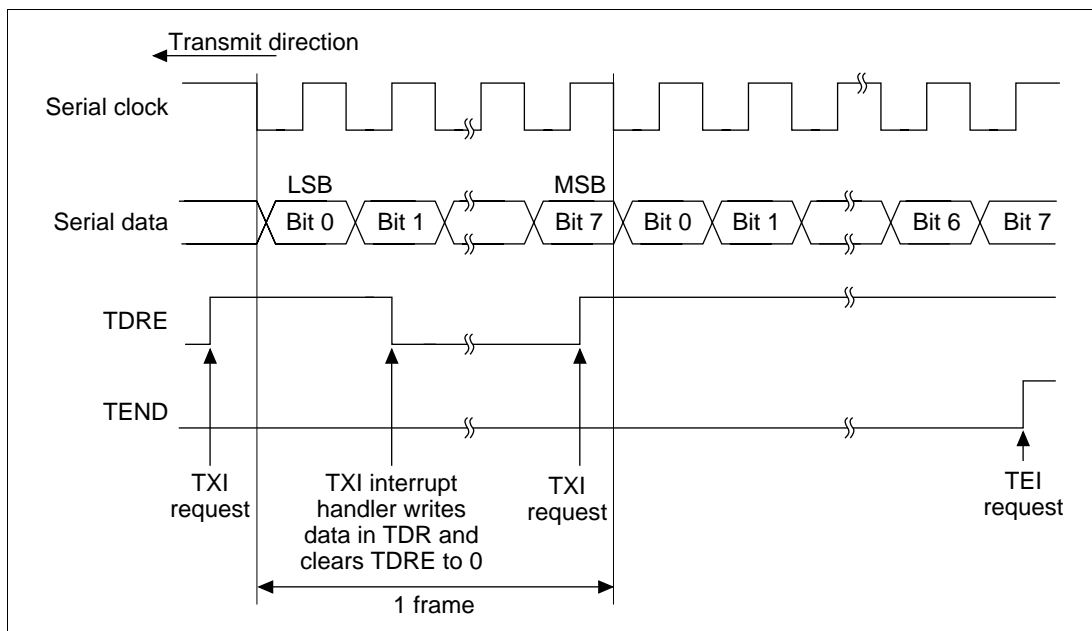 Transmit direction
Serial clock
LSB
MSB
Serial data
Bit 0
Bit 1
Bit 7
Bit 0
Bit 1
Bit 6
Bit 7
TDRE
TEND
TXI
request
TXI interrupt
handler writes
data in TDR and
clears TDRE to 0
TXI
request
TEI
request
1 frame